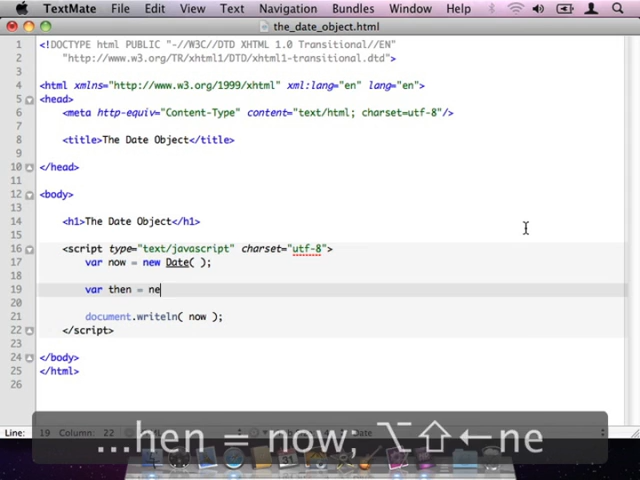 TextMate File Edit View Text Navigation Bundles Window Help
the_date_object.html
1 <!DOCTYPE html PUBLIC "-//W3C//DTD XHTML 1.0 Transitional//EN"
2 "http://www.w3.org/TR/xhtml1/DTD/xhtml1-transitional.dtd">
3
4 <html xmlns="http://www.w3.org/1999/xhtml" xml:lang="en" lang="en">
5 <head>
6 <meta http-equiv="Content-Type" content="text/html; charset=utf-8"/>
7
8 <title>The Date Object</title>
9
10 </head>
11
12 <body>
13
14 <h1>The Date Object</h1>
15
16 <script type="text/javascript" charset="utf-8">
17 var now = new Date( );
18
19 var then = ne
20
21 document.writeln( now );
22 </script>
23
24 </body>
25 </html>
26
...hen = now; ⌥⇧←ne
Line: 19 Column: 22 Date